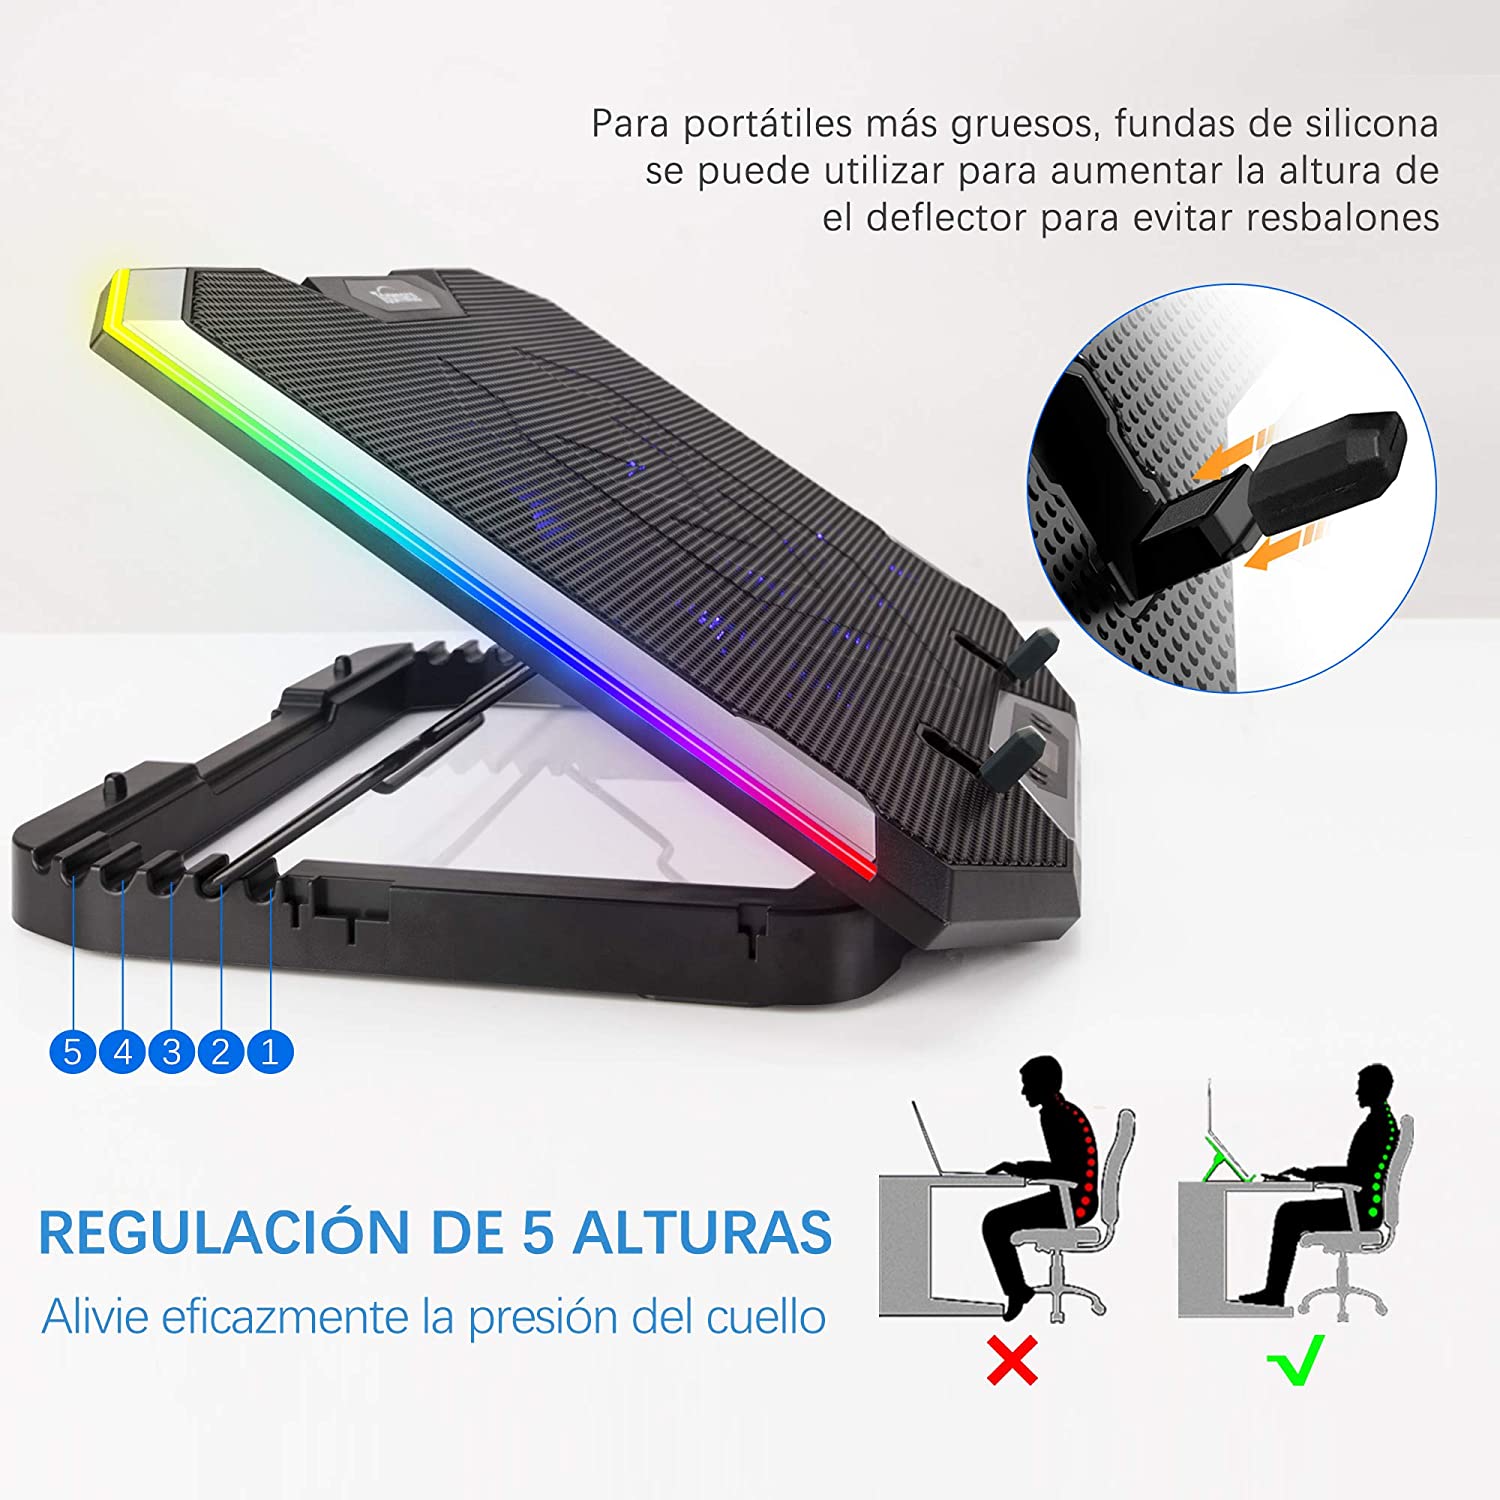 Para portátiles más gruesos, fundas de silicona
se puede utilizar para aumentar la altura de
el deflector para evitar resbalones
5 4 3 2 1
REGULACIÓN DE 5 ALTURAS
Alivie eficazmente la presión del cuello